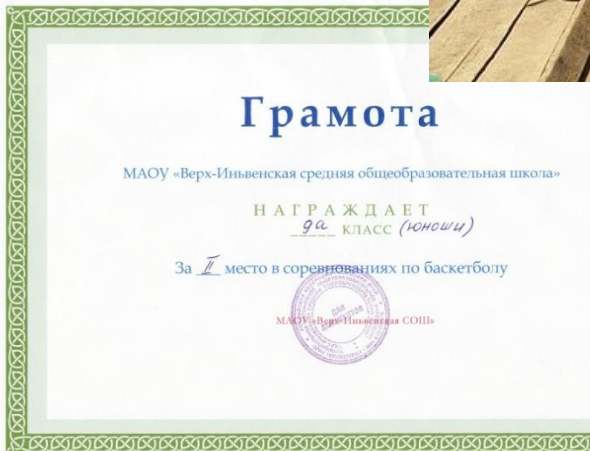 Грамота
МАОУ «Верх-Иньвенская средняя общеобразовательная школа»
НАГРАЖДАЕТ
9а КЛАСС (юноши)
За II место в соревнованиях по баскетболу
ДЛЯ
МАОУ «Верх-Иньвенская СОШ»